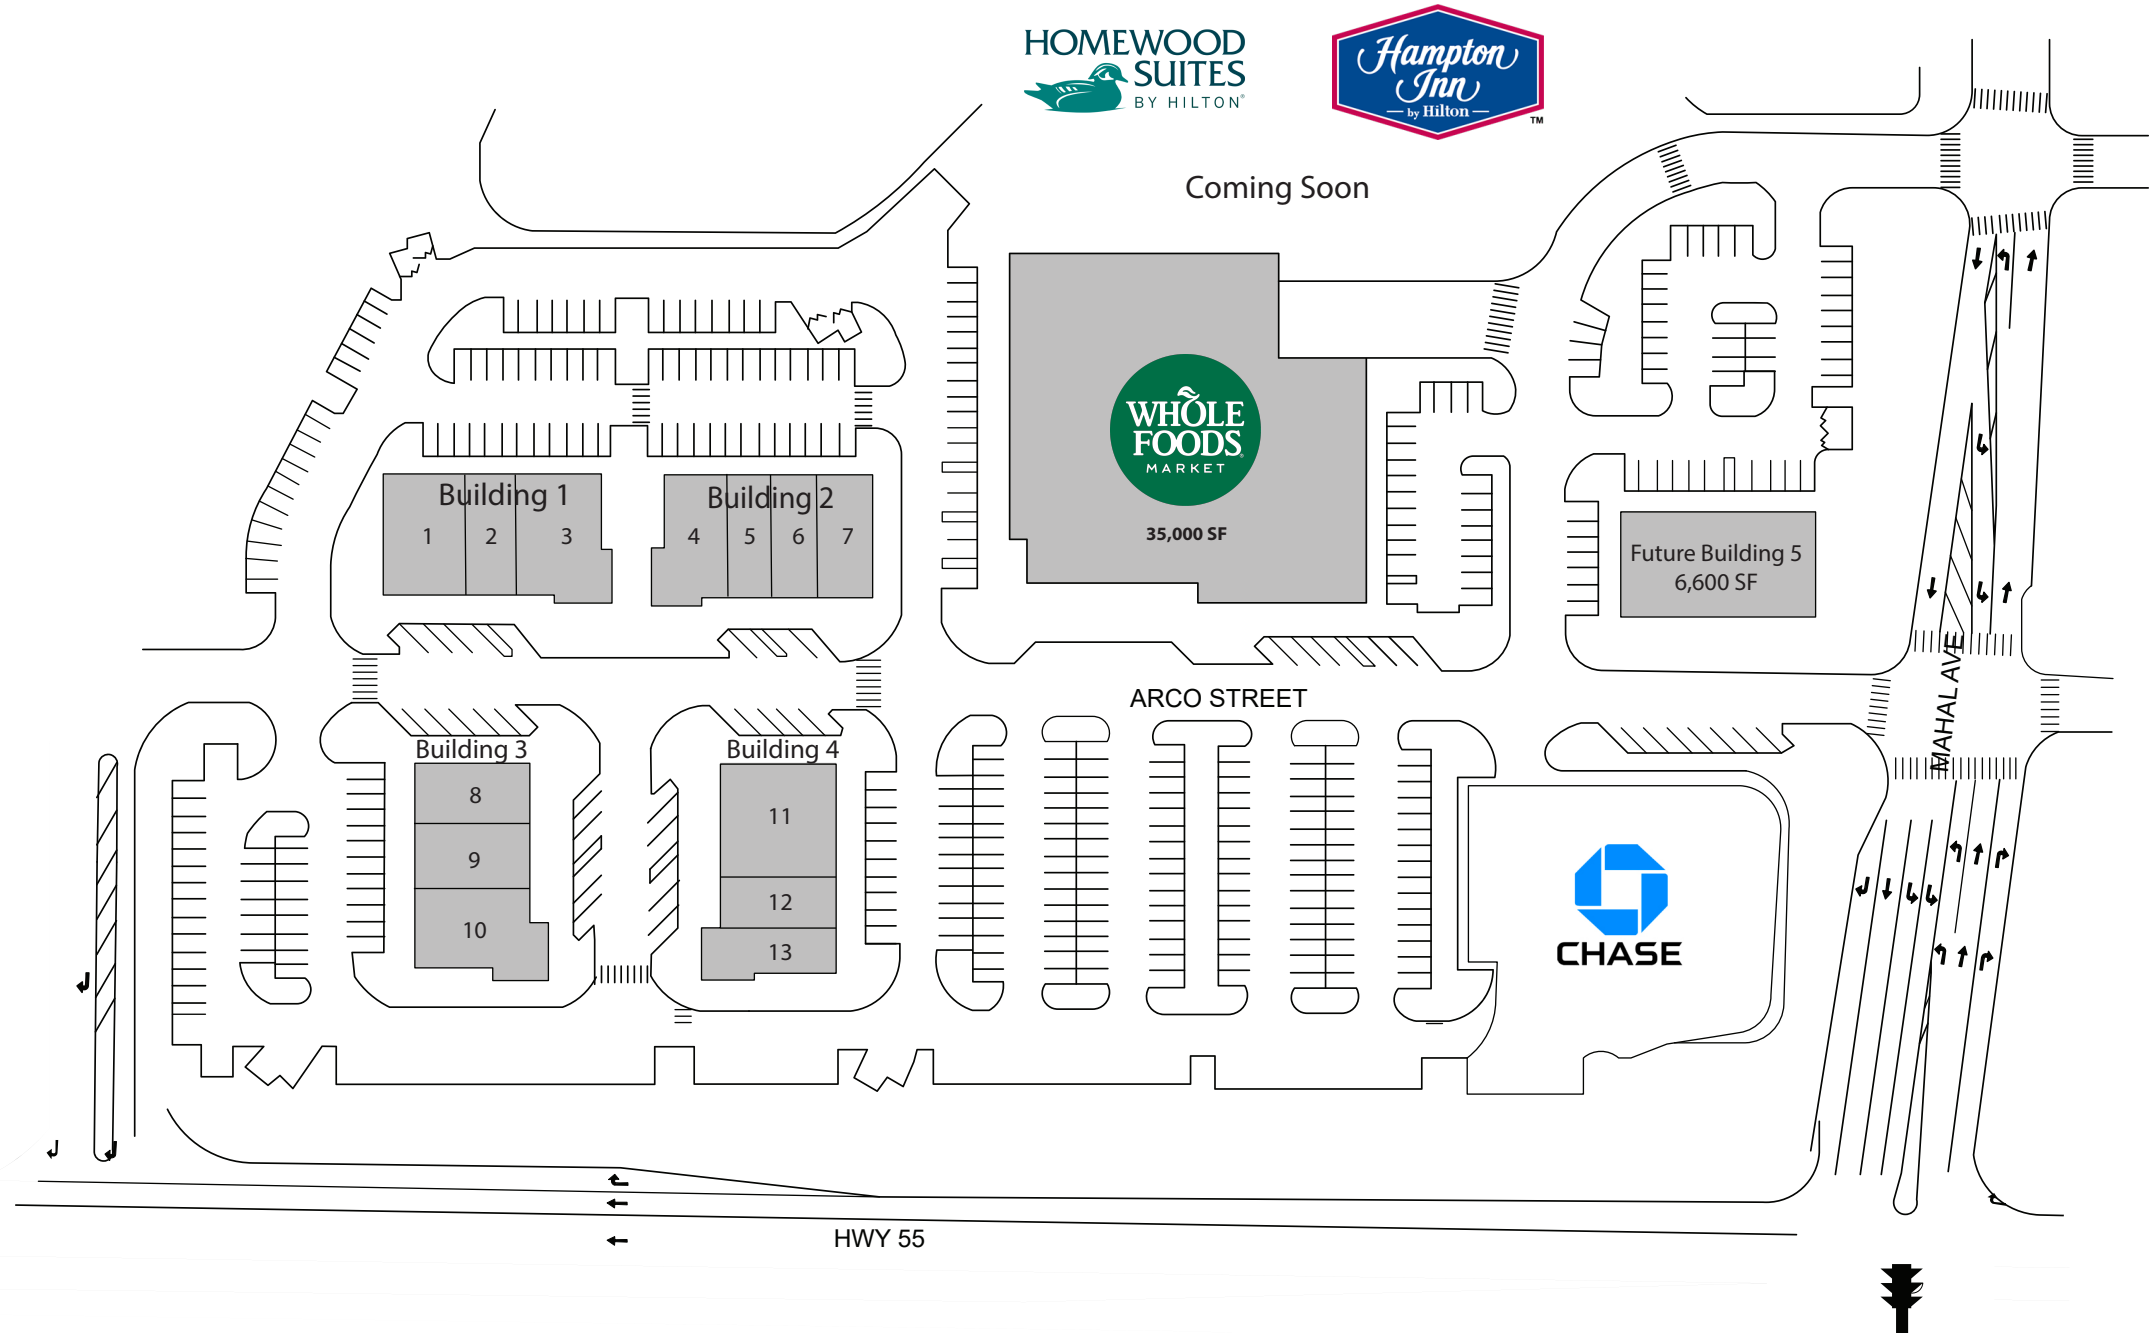 HOMEWOOD
SUITES
BY HILTON®
Hampton
Inn
by Hilton
TM
Coming Soon
WHOLE
FOODS
MARKET
35,000 SF
Building 1
1 2 3
Building 2
4 5 6 7
Future Building 5
6,600 SF
MAHAL AVE
ARCO STREET
Building 3
8
9
10
Building 4
11
12
13
CHASE
HWY 55